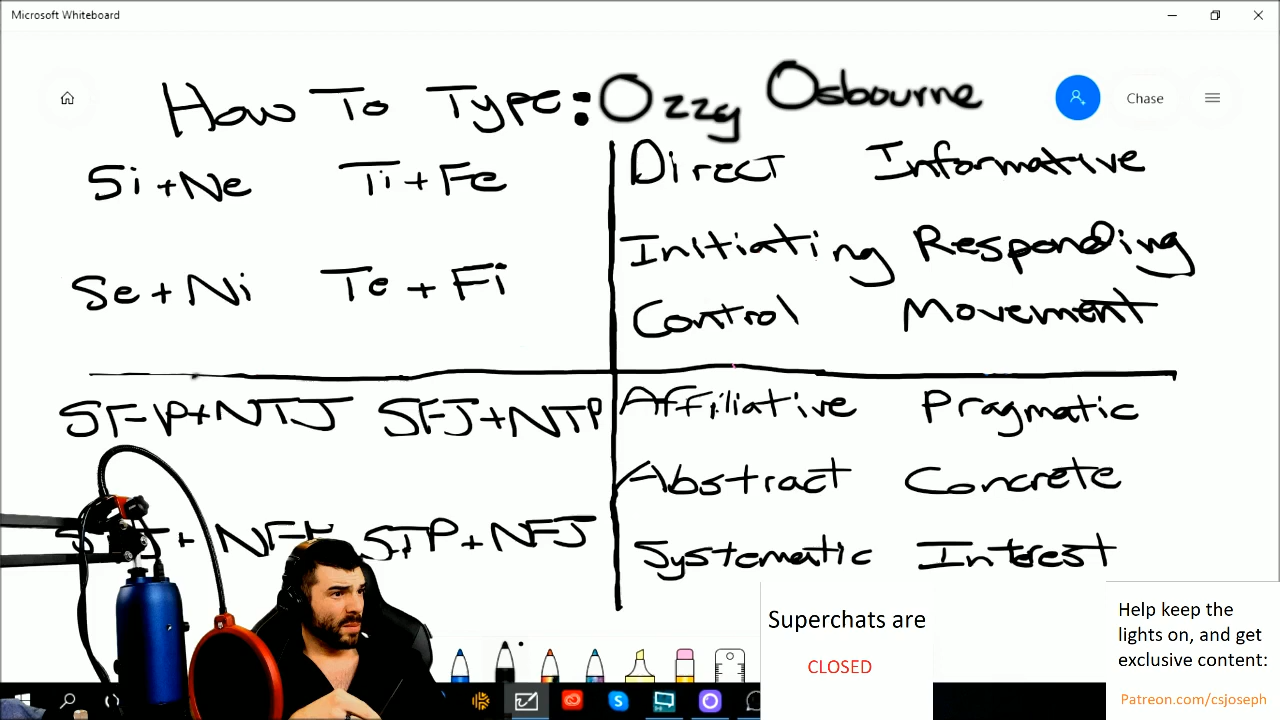 Microsoft Whiteboard
How To Type: Ozzy Osbourne
Chase
Si + Ne Ti + Fe
Se + Ni Te + Fi
Direct Informative
Initiating Responding
Control Movement
SFP + NTJ SFJ + NTP
+ STP + NFJ
Affiliative Pragmatic
Abstract Concrete
Systematic Interest
Superchats are
CLOSED
Help keep the
lights on, and get
exclusive content:
Patreon.com/csjoseph